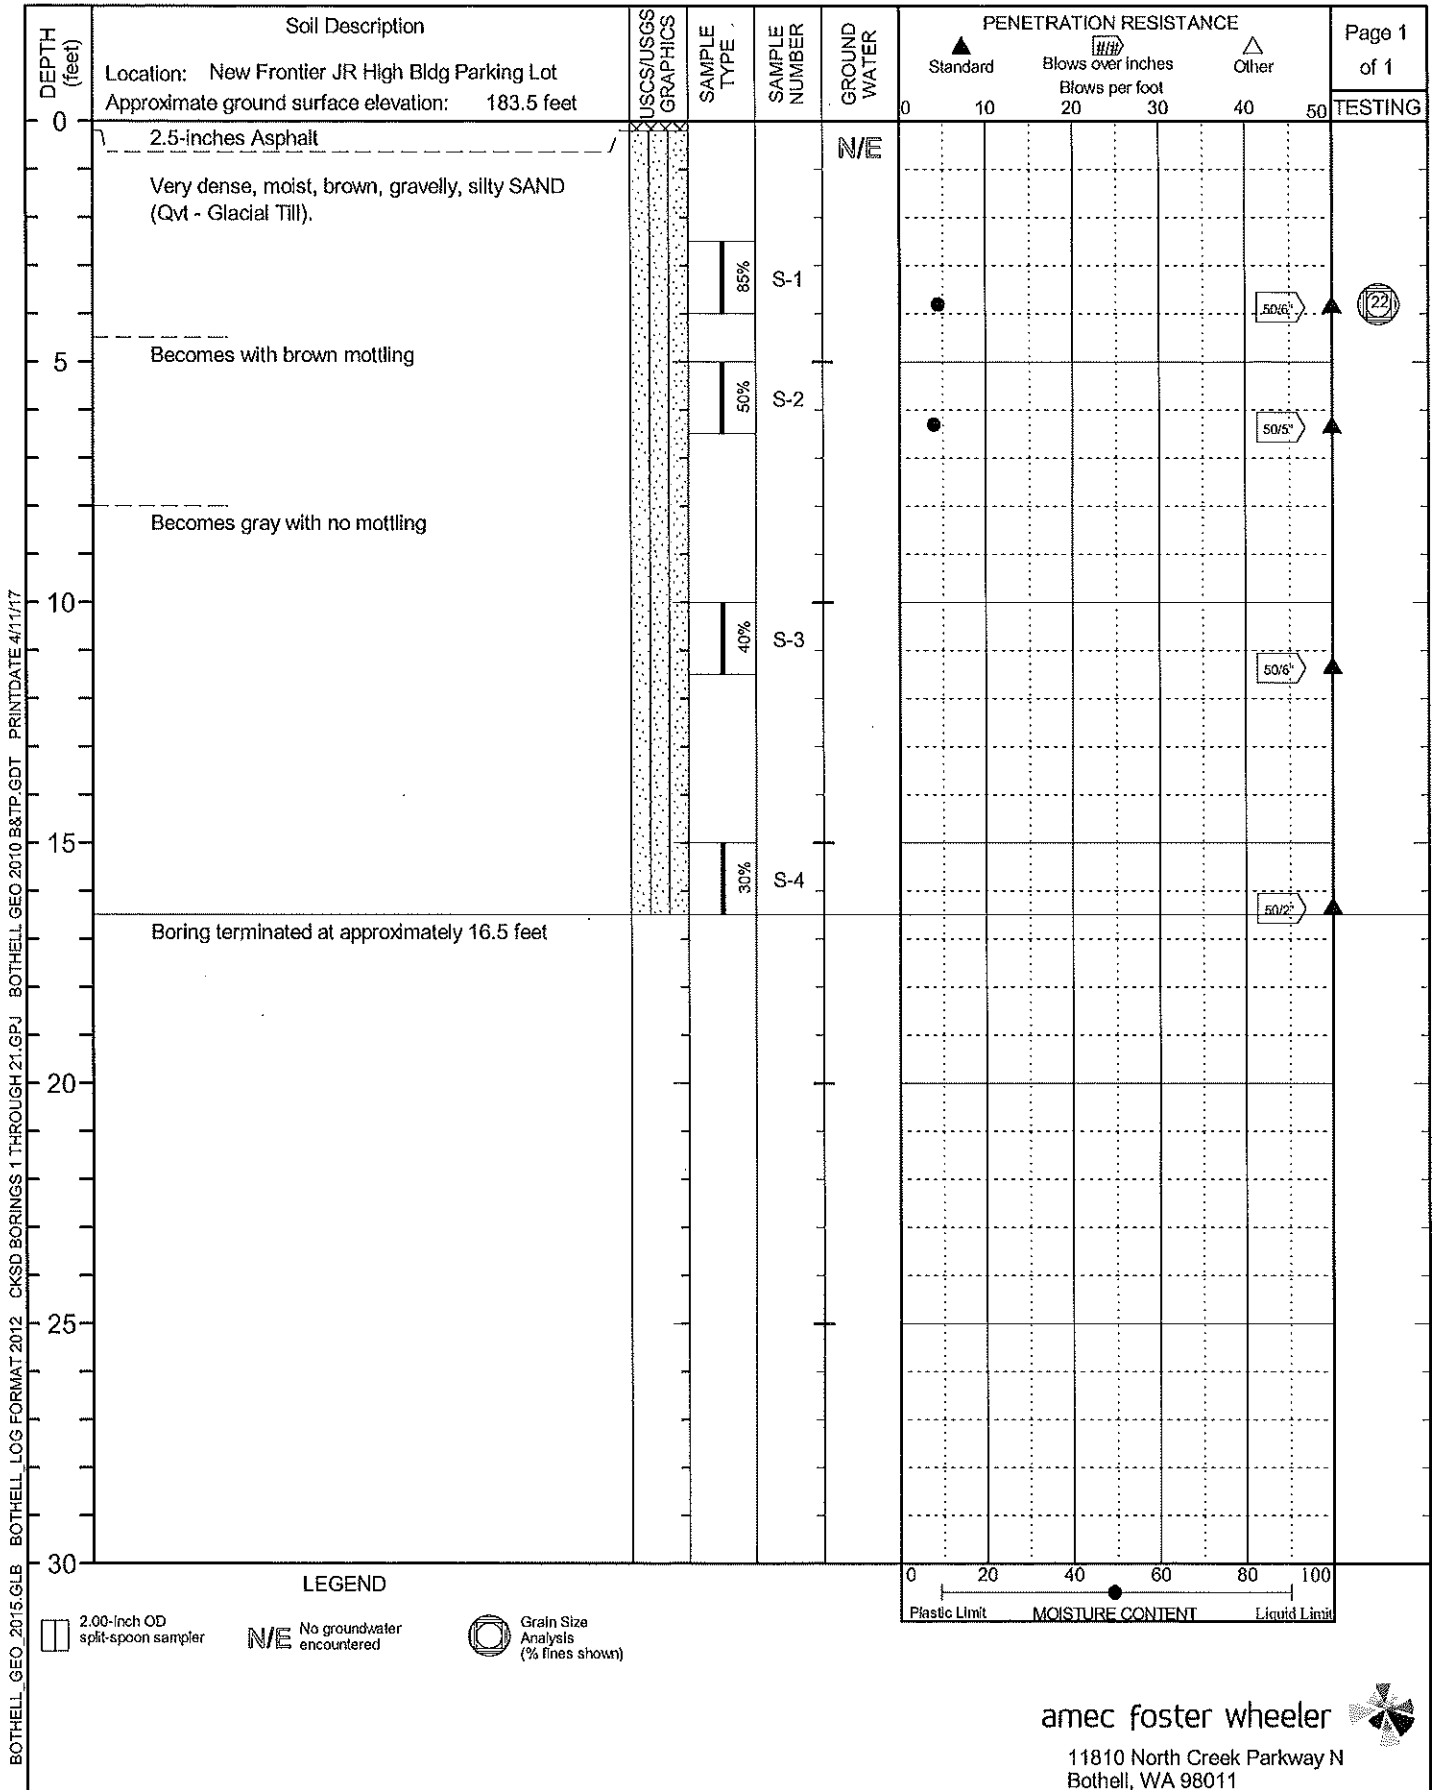 DEPTH (feet)
Soil Description
Location: New Frontier JR High Bldg Parking Lot
Approximate ground surface elevation: 183.5 feet
USCS/USGS GRAPHICS
SAMPLE TYPE
SAMPLE NUMBER
GROUND WATER
PENETRATION RESISTANCE
Standard
##/##
Blows over inches
Other
Blows per foot
0 10 20 30 40 50
Page 1
of 1
TESTING
0
2.5-inches Asphalt
N/E
Very dense, moist, brown, gravelly, silty SAND
(Qvt - Glacial Till).
85%
S-1
50/6"
22
Becomes with brown mottling
5
50%
S-2
50/5"
Becomes gray with no mottling
10
40%
S-3
50/6"
15
30%
S-4
50/2"
Boring terminated at approximately 16.5 feet
20
25
30
0 20 40 60 80 100
Plastic Limit
MOISTURE CONTENT
Liquid Limit
LEGEND
2.00-inch OD
split-spoon sampler
N/E
No groundwater
encountered
Grain Size
Analysis
(% fines shown)
amec foster wheeler
11810 North Creek Parkway N
Bothell, WA 98011
BOTHELL_GEO_2015.GLB BOTHELL_LOG FORMAT 2012 CKSD BORINGS 1 THROUGH 21.GPJ BOTHELL GEO 2010 B&TP.GDT PRINTDATE 4/11/17